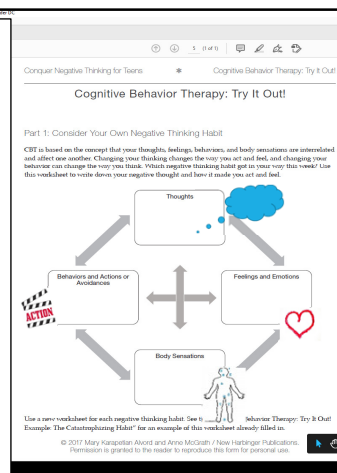 5 (1 of 1)
Conquer Negative Thinking for Teens * Cognitive Behavior Therapy: Try It Out!
Cognitive Behavior Therapy: Try It Out!
Part 1: Consider Your Own Negative Thinking Habit
CBT is based on the concept that your thoughts, feelings, behaviors, and body sensations are interrelated
and affect one another. Changing your thinking changes the way you act and feel, and changing your
behavior can change the way you think. Which negative thinking habit got in your way this week? Use
this worksheet to write down your negative thought and how it made you act and feel.
Thoughts
Behaviors and Actions or
Avoidances
Feelings and Emotions
ACTION
Body Sensations
Use a new worksheet for each negative thinking habit. See Behavior Therapy: Try It Out!
Example: The Catastrophizing Habit” for an example of this worksheet already filled in.
© 2017 Mary Karapetian Alvord and Anne McGrath / New Harbinger Publications.
Permission is granted to the reader to reproduce this form for personal use.